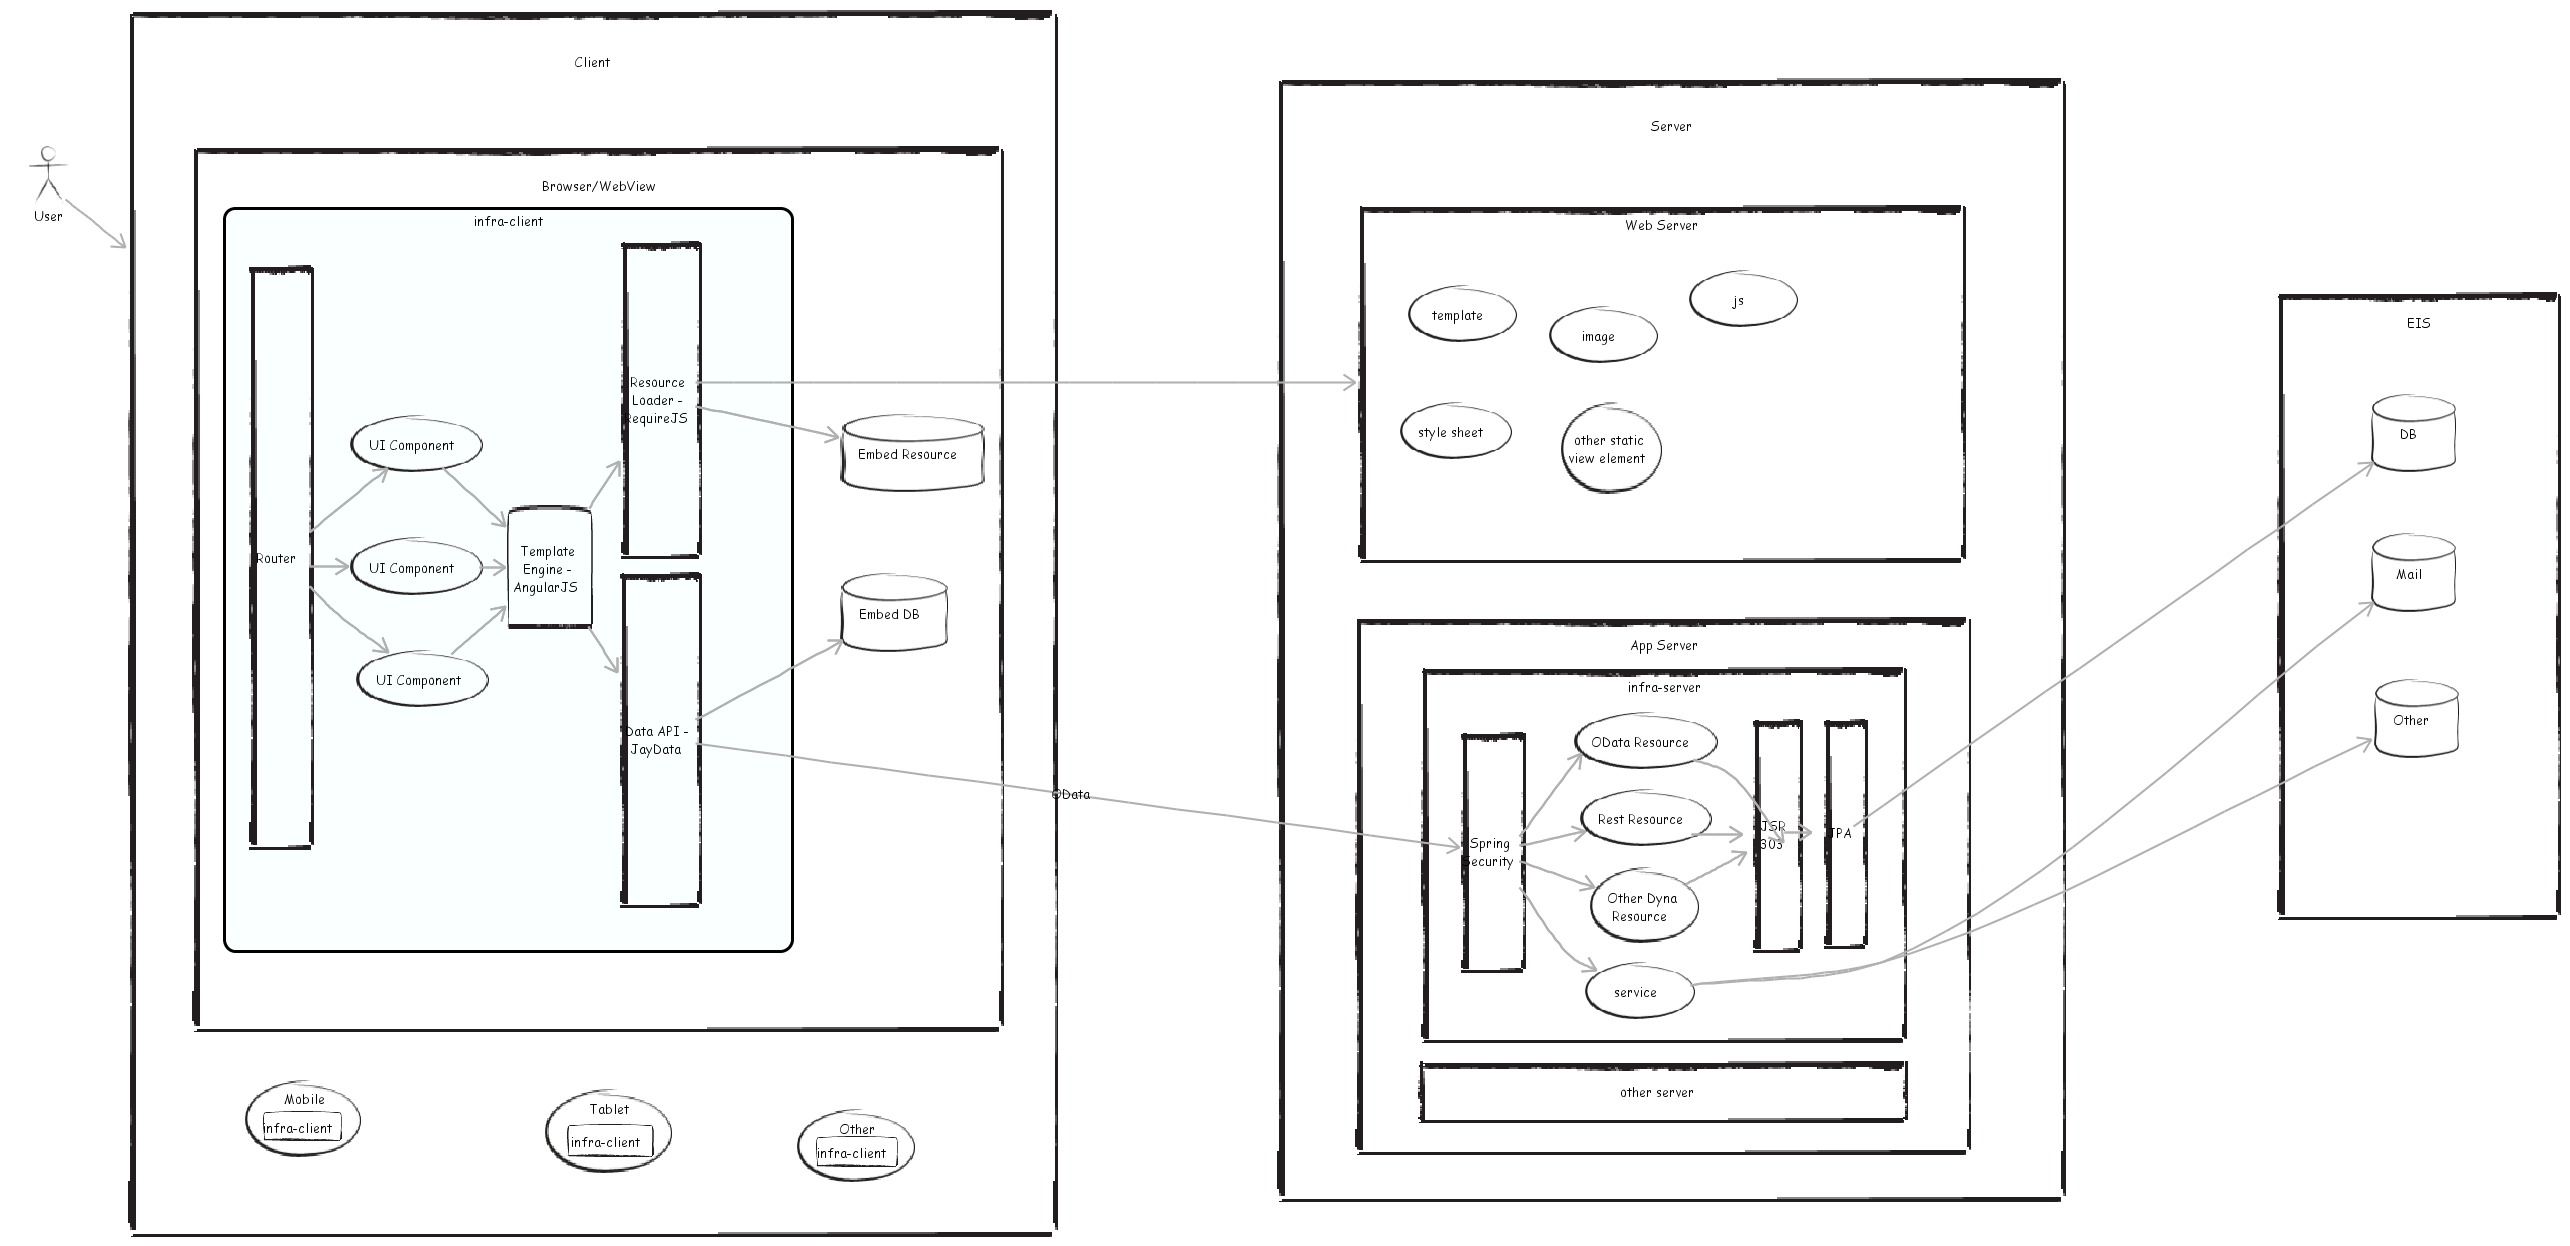 Client
User
Browser/WebView
infra-client
Router
UI Component
UI Component
UI Component
Template
Engine -
AngularJS
Resource
Loader -
RequireJS
Data API -
JayData
Embed Resource
Embed DB
Mobile
infra-client
Tablet
infra-client
Other
infra-client
OData
Server
Web Server
template
image
js
style sheet
other static
view element
App Server
infra-server
Spring
Security
OData Resource
Rest Resource
Other Dyna
Resource
service
JSR
303
JPA
other server
EIS
DB
Mail
Other